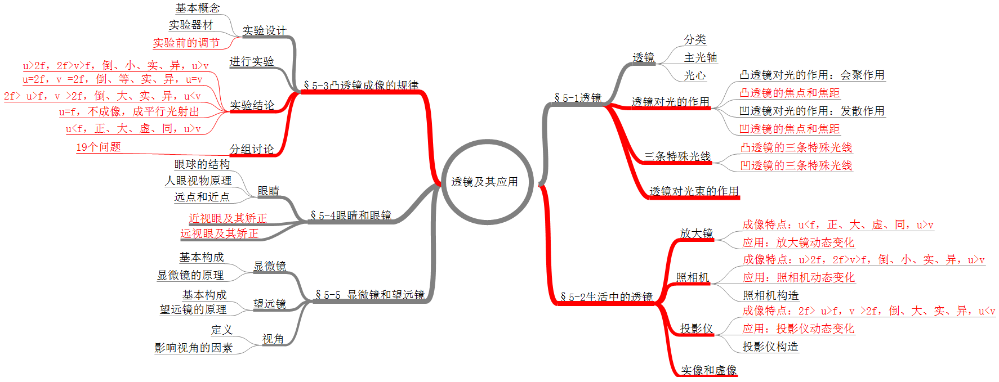 透镜及其应用
§5-1透镜
透镜
分类
主光轴
光心
透镜对光的作用
凸透镜对光的作用：会聚作用
凸透镜的焦点和焦距
凹透镜对光的作用：发散作用
凹透镜的焦点和焦距
三条特殊光线
凸透镜的三条特殊光线
凹透镜的三条特殊光线
透镜对光束的作用
§5-2生活中的透镜
放大镜
成像特点：u<f，正、大、虚、同，u>v
应用：放大镜动态变化
照相机
成像特点：u>2f，2f>v>f，倒、小、实、异，u>v
应用：照相机动态变化
照相机构造
投影仪
成像特点：2f> u>f，v >2f，倒、大、实、异，u<v
应用：投影仪动态变化
投影仪构造
实像和虚像
§5-3凸透镜成像的规律
实验设计
基本概念
实验器材
实验前的调节
进行实验
实验结论
u>2f，2f>v>f，倒、小、实、异，u>v
u=2f，v =2f，倒、等、实、异，u=v
2f> u>f，v >2f，倒、大、实、异，u<v
u=f，不成像，成平行光射出
u<f，正、大、虚、同，u>v
分组讨论
19个问题
§5-4眼睛和眼镜
眼睛
眼球的结构
人眼视物原理
远点和近点
近视眼及其矫正
远视眼及其矫正
§5-5 显微镜和望远镜
显微镜
基本构成
显微镜的原理
望远镜
基本构成
望远镜的原理
视角
定义
影响视角的因素